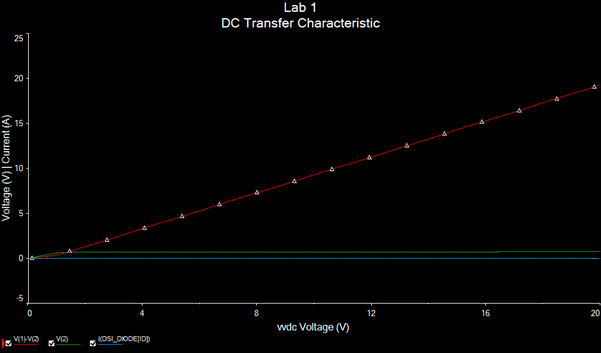 Lab 1
DC Transfer Characteristic
Voltage (V) | Current (A)
25
20
15
10
5
0
-5
0 4 8 12 16 20
vvdc Voltage (V)
V(1)-V(2) V(2) I(DSI_DIODE[ID])